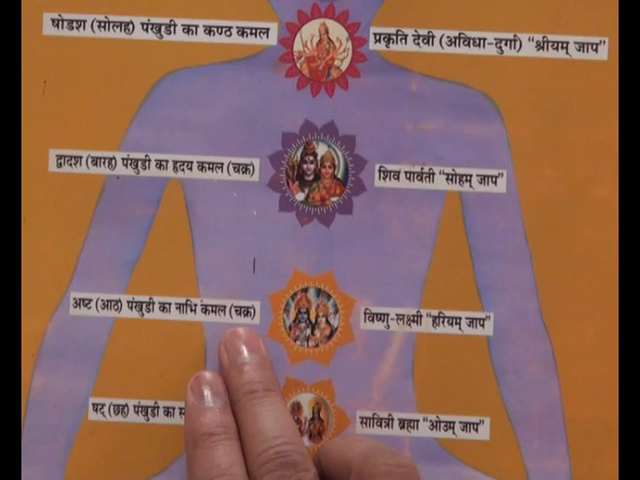 षोडश (सोलह) पंखुडी का कण्ठ कमल
प्रकृति देवी (अविधा-दुर्गा) “श्रीयम् जाप”
द्वादश (बारह) पंखुडी का हृदय कमल (चक्र)
शिव पार्वती “सोहम् जाप”
अष्ट (आठ) पंखुडी का नाभि कंमल (चक्र)
विष्णु-लक्ष्मी “हरियम् जाप”
षट् (छह) पंखुडी का
सावित्री ब्रह्मा “ओउम् जाप”